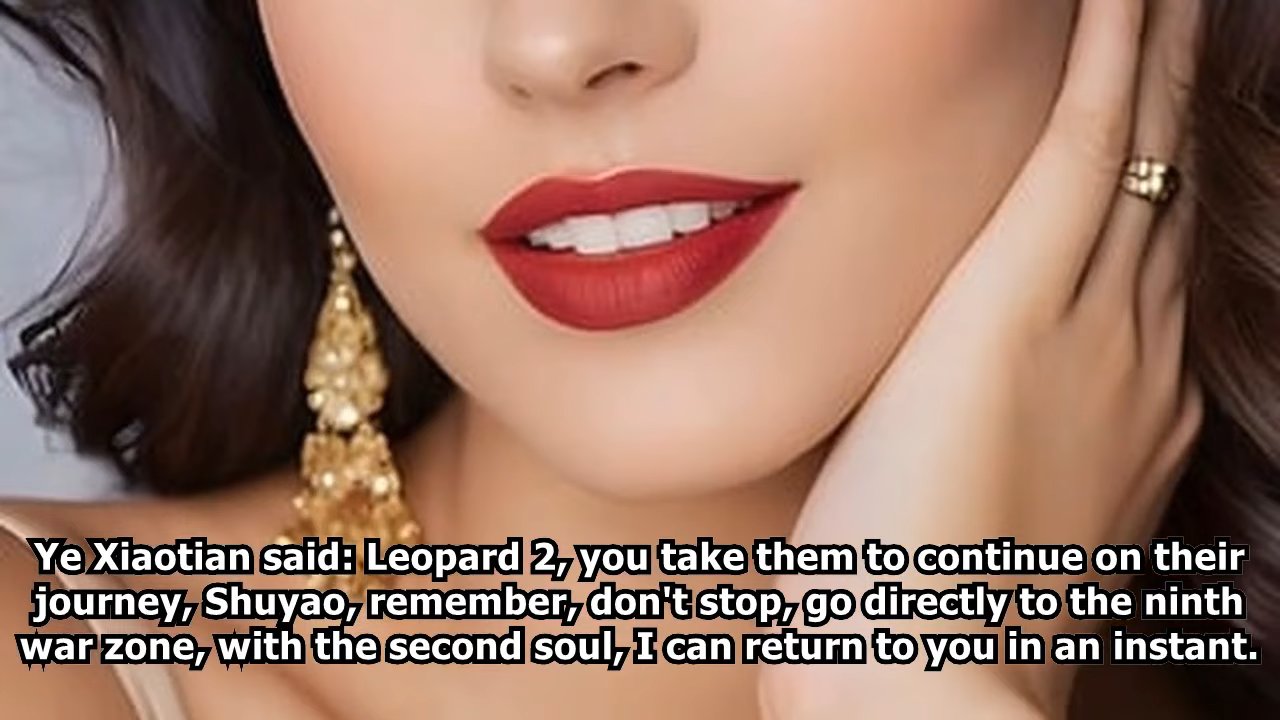 Ye Xiaotian said: Leopard 2, you take them to continue on their
journey, Shuyao, remember, don't stop, go directly to the ninth
war zone, with the second soul, I can return to you in an instant.